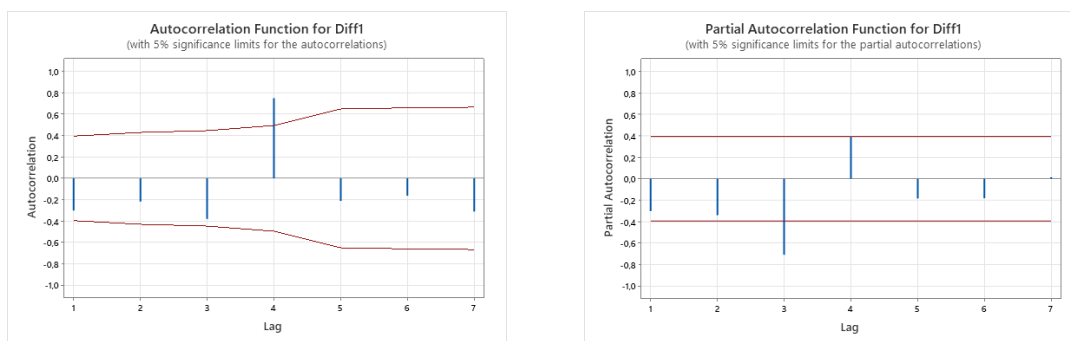 Autocorrelation Function for Diff1
(with 5% significance limits for the autocorrelations)
1,0
0,8
0,6
0,4
0,2
0,0
-0,2
-0,4
-0,6
-0,8
-1,0
Autocorrelation
1 2 3 4 5 6 7
Lag
Partial Autocorrelation Function for Diff1
(with 5% significance limits for the partial autocorrelations)
1,0
0,8
0,6
0,4
0,2
0,0
-0,2
-0,4
-0,6
-0,8
-1,0
Partial Autocorrelation
1 2 3 4 5 6 7
Lag